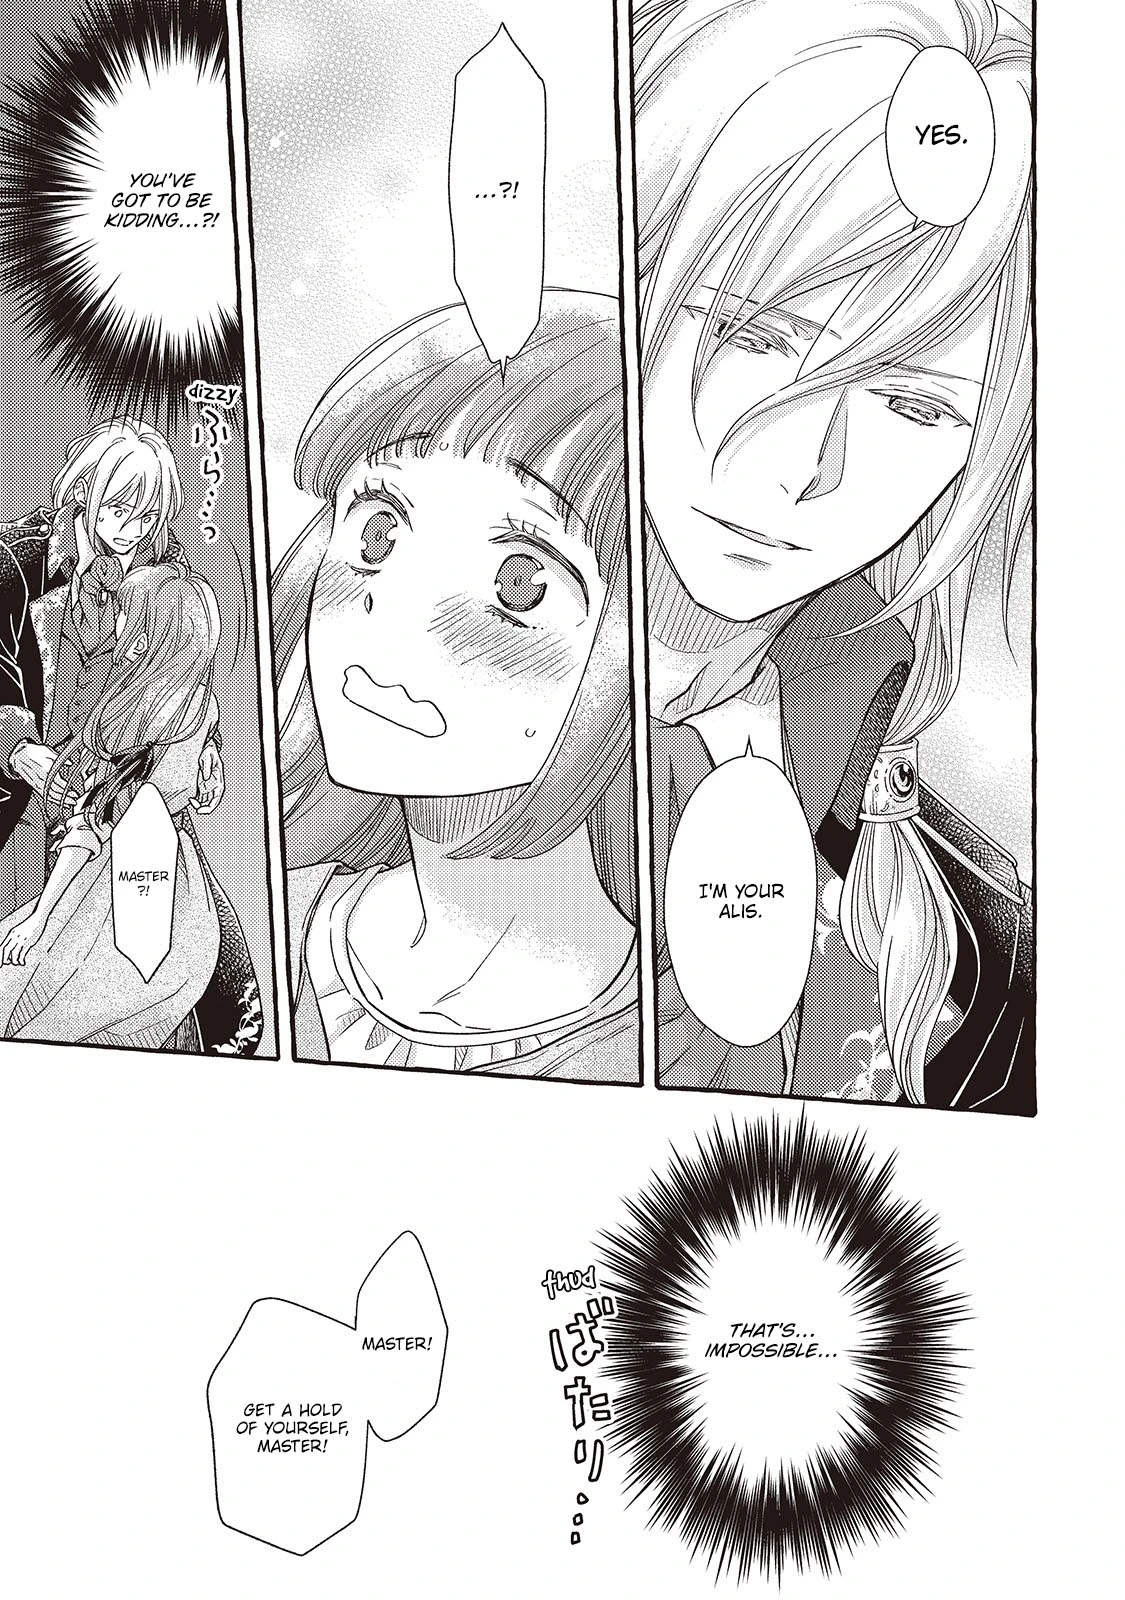 YES.
I'M YOUR
ALIS.
...?!
YOU'VE
GOT TO BE
KIDDING...?!
dizzy
ふら…っ
MASTER
?!
THAT'S...
IMPOSSIBLE...
thud
ばたり…
MASTER!
GET A HOLD
OF YOURSELF,
MASTER!